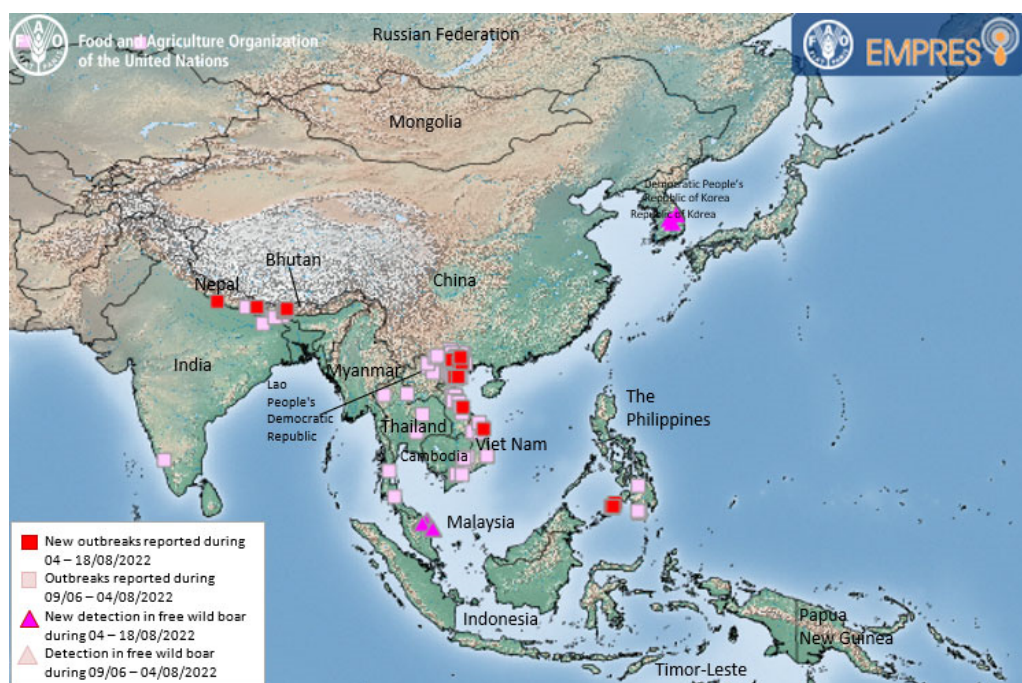 Food and Agriculture Organization
of the United Nations
EMPRES
Russian Federation
Mongolia
Democratic People's
Republic of Korea
Republic of Korea
China
Bhutan
Nepal
India
Myanmar
Lao
People's
Democratic
Republic
Thailand
Cambodia
Viet Nam
The
Philippines
Malaysia
Indonesia
Papua
New Guinea
Timor-Leste
New outbreaks reported during
04 – 18/08/2022
Outbreaks reported during
09/06 – 04/08/2022
New detection in free wild boar
during 04 – 18/08/2022
Detection in free wild boar
during 09/06 – 04/08/2022